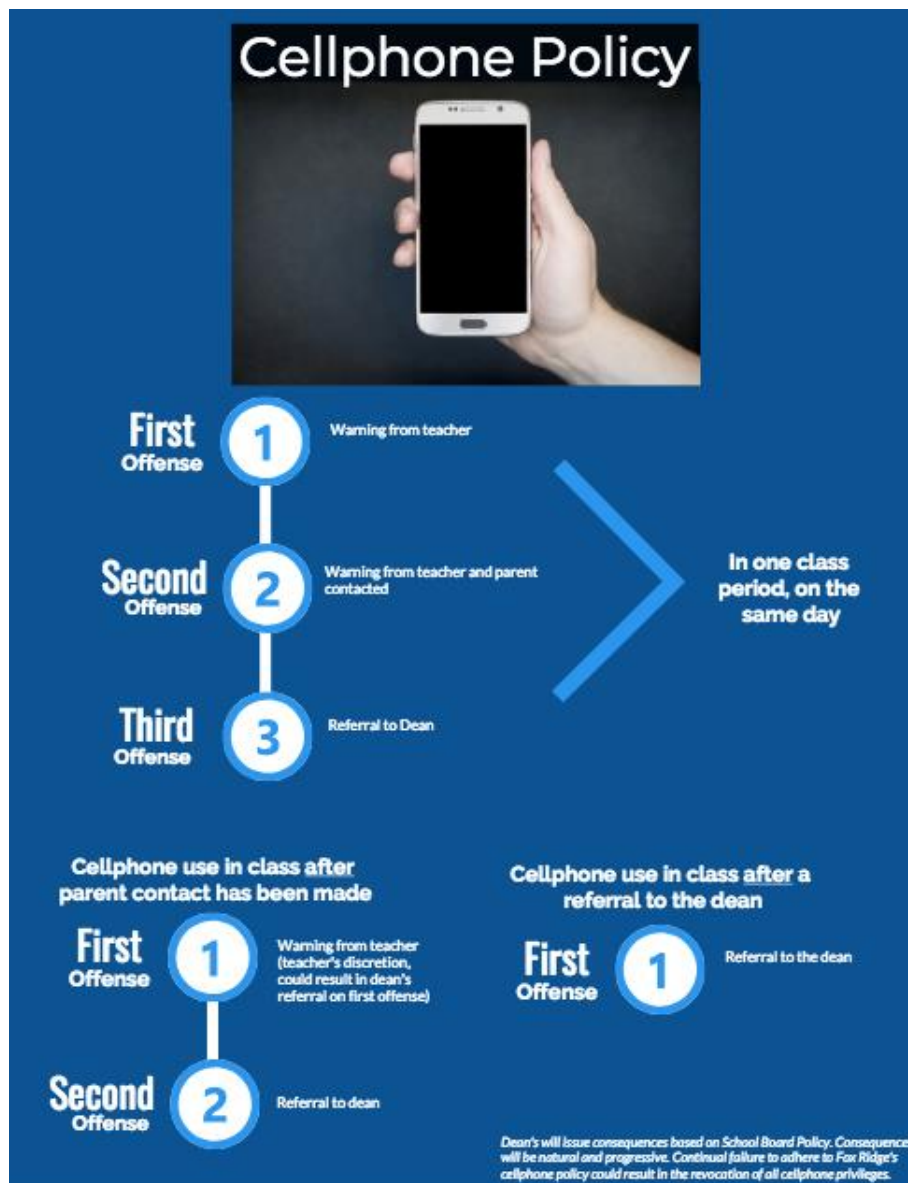 Cellphone Policy
First
Offense
1
Warning from teacher
Second
Offense
2
Warning from teacher and parent
contacted
Third
Offense
3
Referral to Dean
In one class
period, on the
same day
Cellphone use in class after
parent contact has been made
First
Offense
1
Warning from teacher
(teacher's discretion,
could result in dean's
referral on first offense)
Second
Offense
2
Referral to dean
Cellphone use in class after a
referral to the dean
First
Offense
1
Referral to the dean
Dean's will issue consequences based on School Board Policy. Consequence
will be natural and progressive. Continual failure to adhere to Fox Ridge's
cellphone policy could result in the revocation of all cellphone privileges.